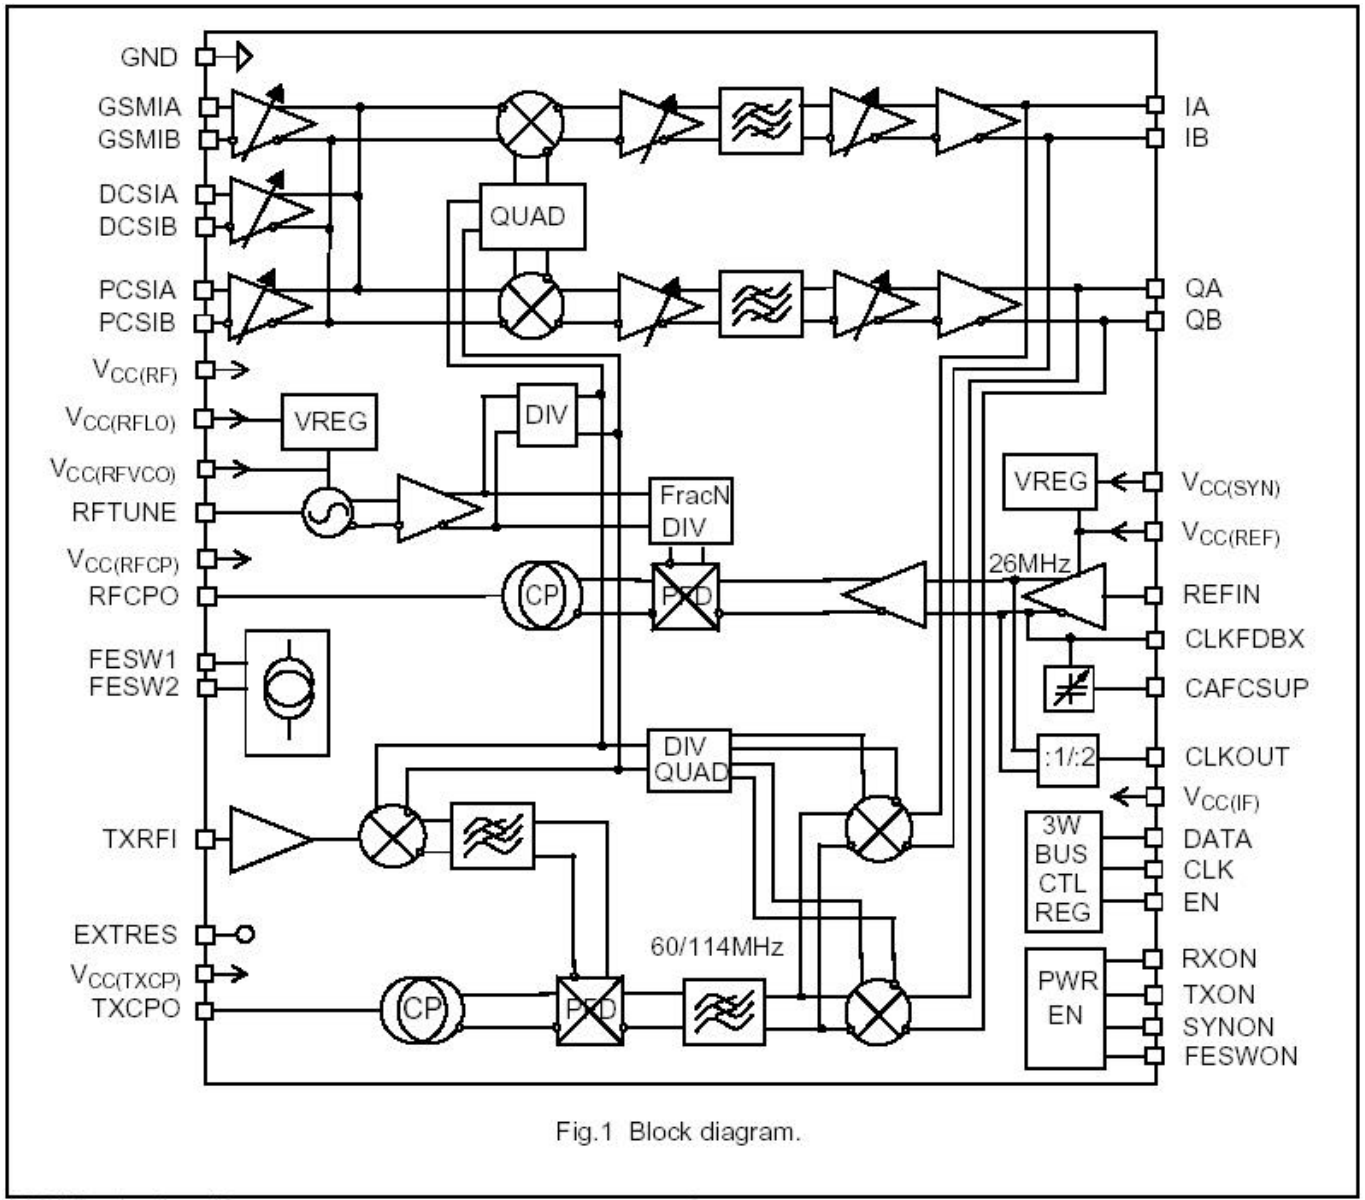 GND
GSMIA
GSMIB
DCSIA
DCSIB
PCSIA
PCSIB
VCC(RF)
VCC(RFLO)
VCC(RFVCO)
RFTUNE
VCC(RFCP)
RFCPO
FESW1
FESW2
TXRFI
EXTRES
VCC(TXCP)
TXCPO
QUAD
VREG
DIV
FracN
DIV
CP
PFD
DIV
QUAD
60/114MHz
CP
PFD
VREG
26MHz
:1/:2
3W
BUS
CTL
REG
PWR
EN
IA
IB
QA
QB
VCC(SYN)
VCC(REF)
REFIN
CLKFDBX
CAFCSUP
CLKOUT
VCC(IF)
DATA
CLK
EN
RXON
TXON
SYNON
FESWON
Fig.1 Block diagram.